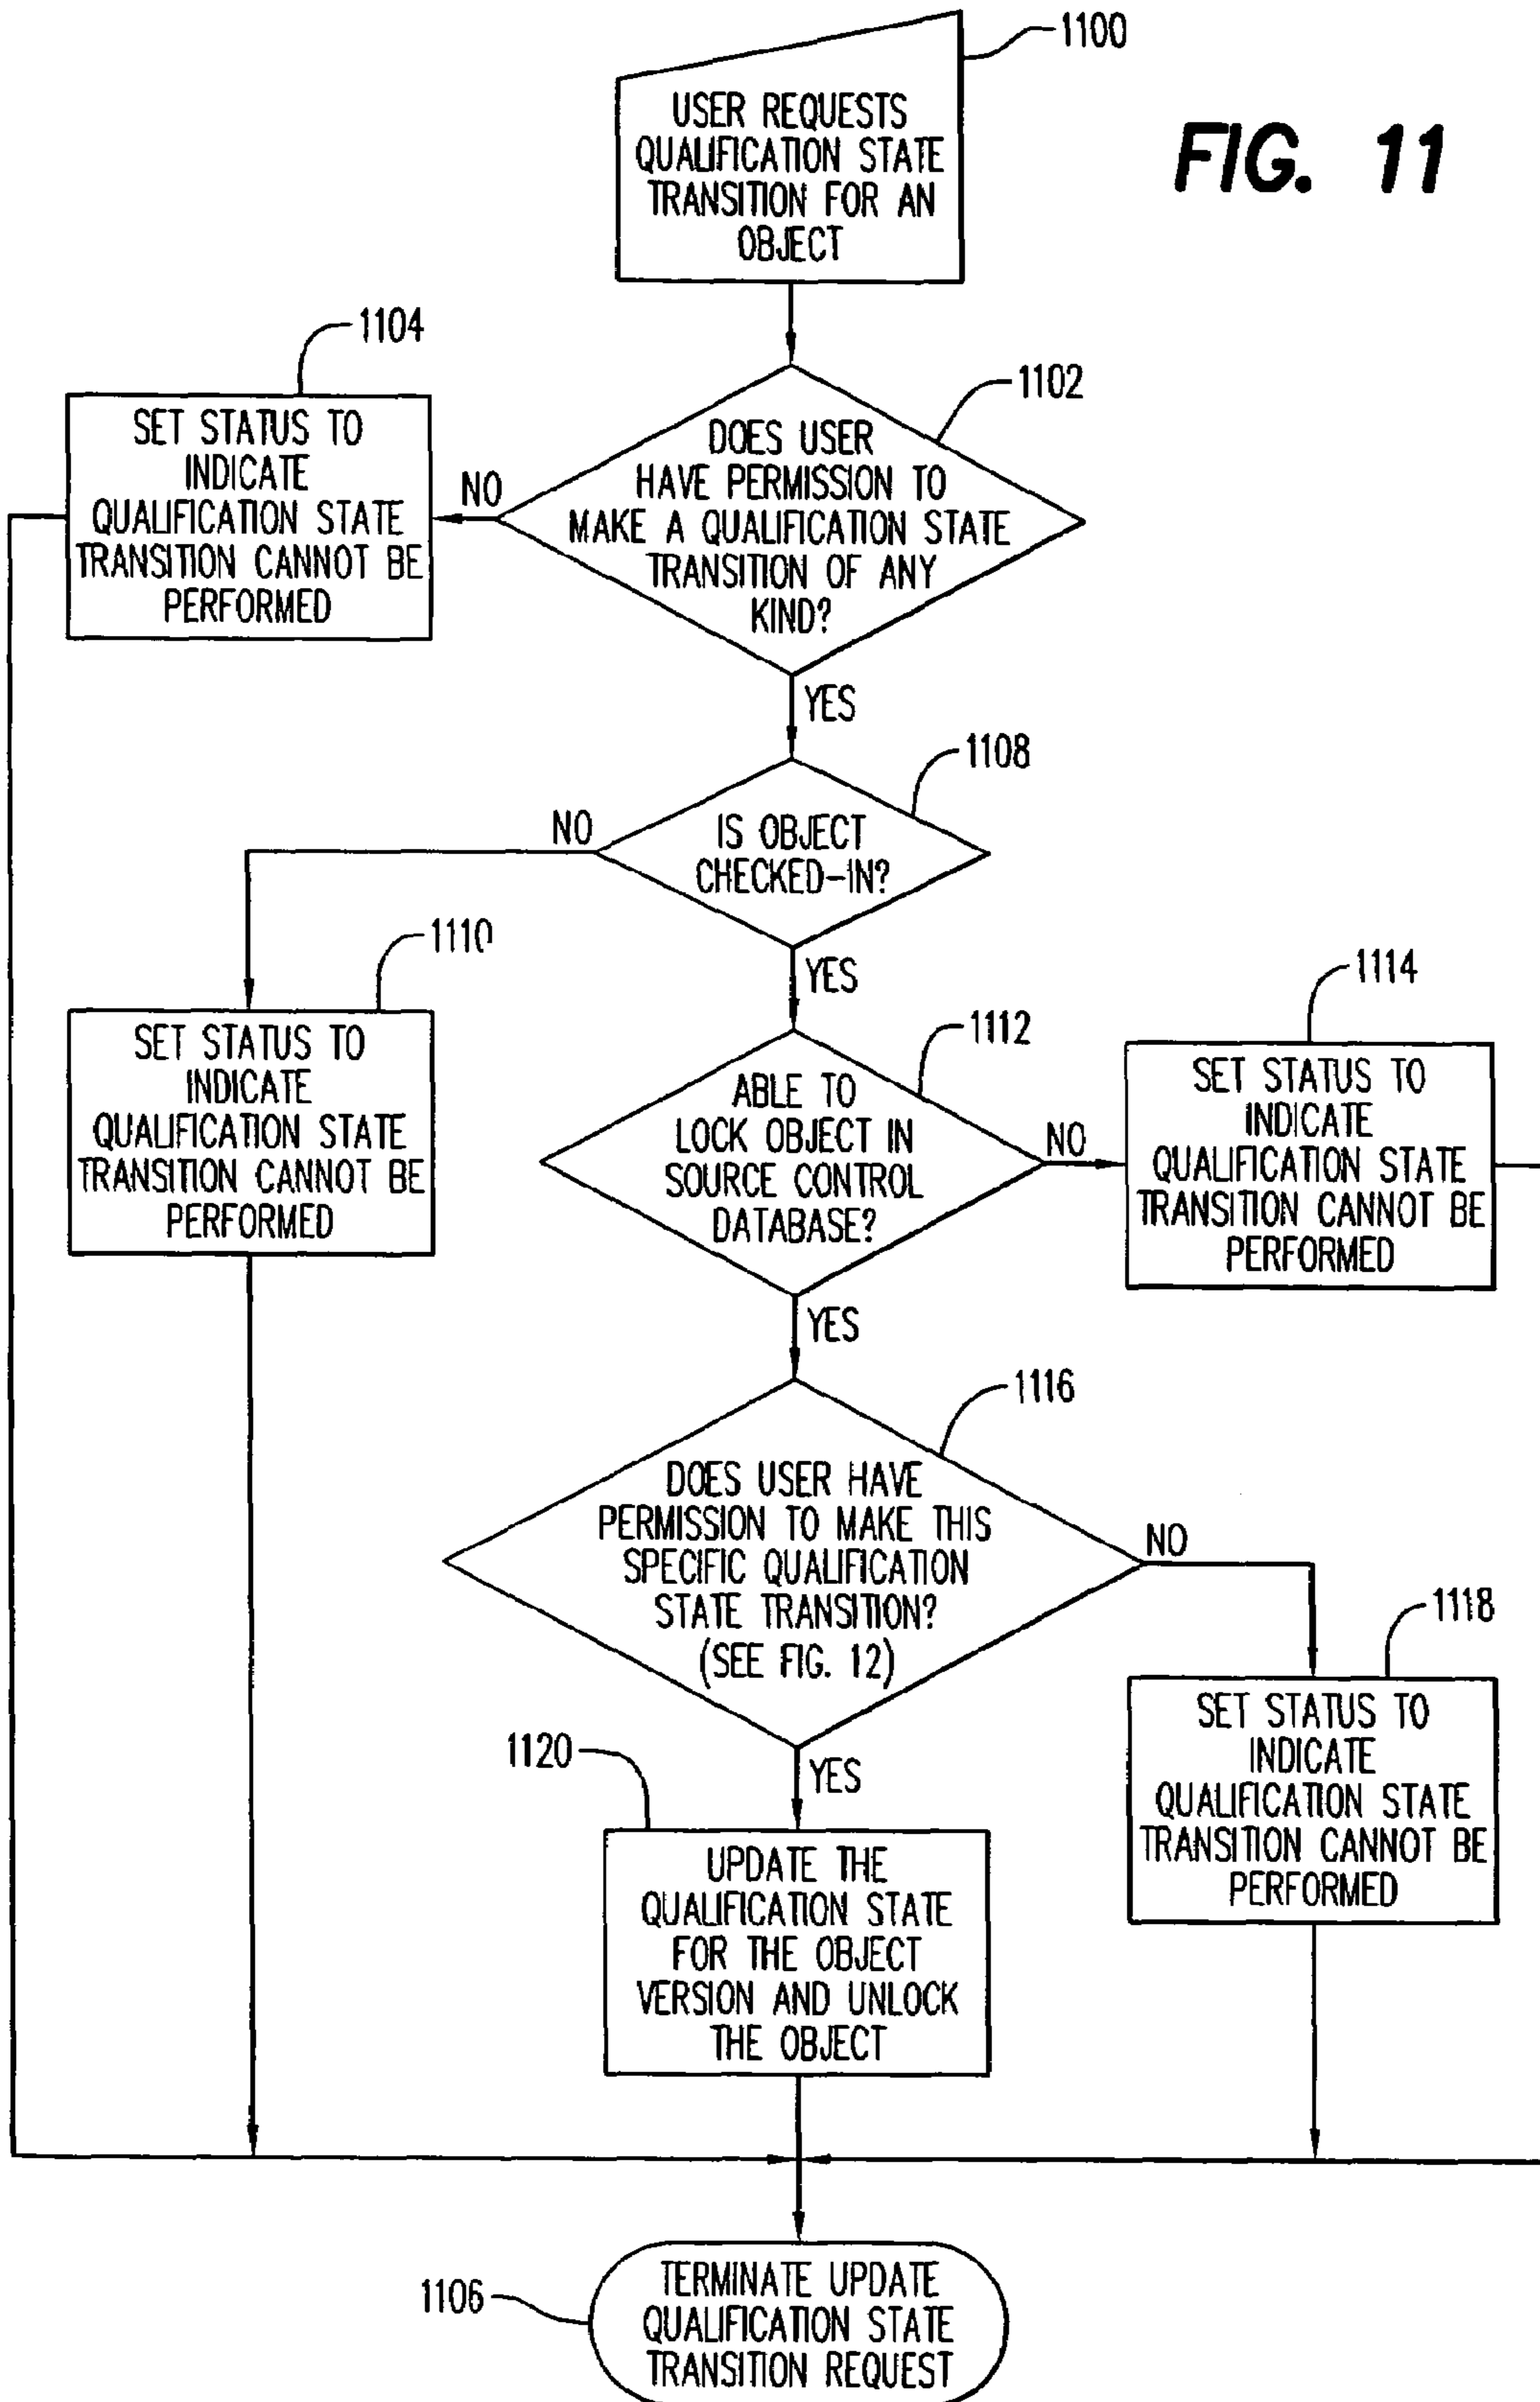 1100
USER REQUESTS
QUALIFICATION STATE
TRANSITION FOR AN
OBJECT
FIG. 11
1104
SET STATUS TO
INDICATE
QUALIFICATION STATE
TRANSITION CANNOT BE
PERFORMED
NO
1102
DOES USER
HAVE PERMISSION TO
MAKE A QUALIFICATION STATE
TRANSITION OF ANY
KIND?
YES
1108
NO
IS OBJECT
CHECKED-IN?
YES
1110
SET STATUS TO
INDICATE
QUALIFICATION STATE
TRANSITION CANNOT BE
PERFORMED
1112
ABLE TO
LOCK OBJECT IN
SOURCE CONTROL
DATABASE?
NO
1114
SET STATUS TO
INDICATE
QUALIFICATION STATE
TRANSITION CANNOT BE
PERFORMED
YES
1116
DOES USER HAVE
PERMISSION TO MAKE THIS
SPECIFIC QUALIFICATION
STATE TRANSITION?
(SEE FIG. 12)
NO
1118
SET STATUS TO
INDICATE
QUALIFICATION STATE
TRANSITION CANNOT BE
PERFORMED
YES
1120
UPDATE THE
QUALIFICATION STATE
FOR THE OBJECT
VERSION AND UNLOCK
THE OBJECT
1106
TERMINATE UPDATE
QUALIFICATION STATE
TRANSITION REQUEST